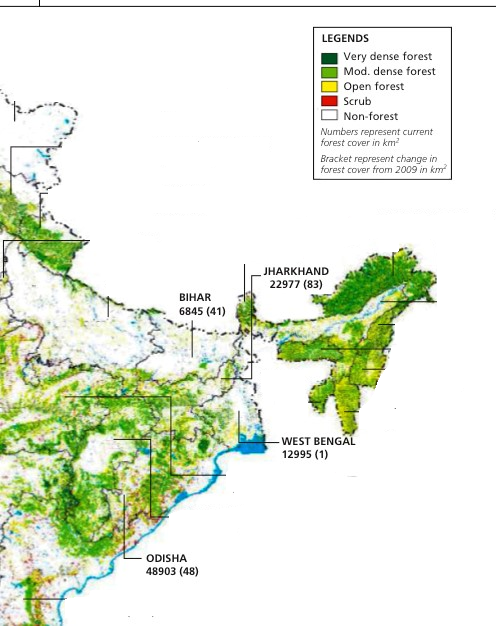 LEGENDS
Very dense forest
Mod. dense forest
Open forest
Scrub
Non-forest
Numbers represent current
forest cover in km²
Bracket represent change in
forest cover from 2009 in km²
JHARKHAND
22977 (83)
BIHAR
6845 (41)
WEST BENGAL
12995 (1)
ODISHA
48903 (48)